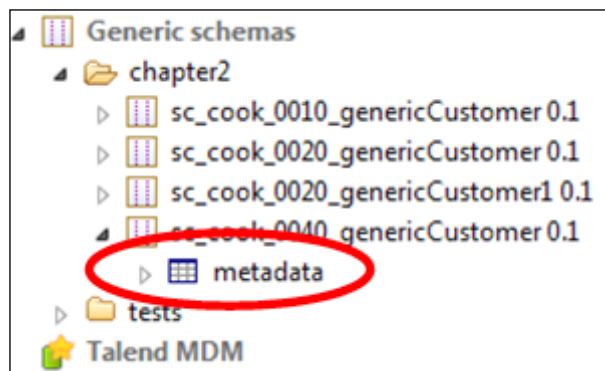 Generic schemas
chapter2
sc_cook_0010_genericCustomer 0.1
sc_cook_0020_genericCustomer 0.1
sc_cook_0020_genericCustomer1 0.1
sc_cook_0040_genericCustomer 0.1
metadata
tests
Talend MDM